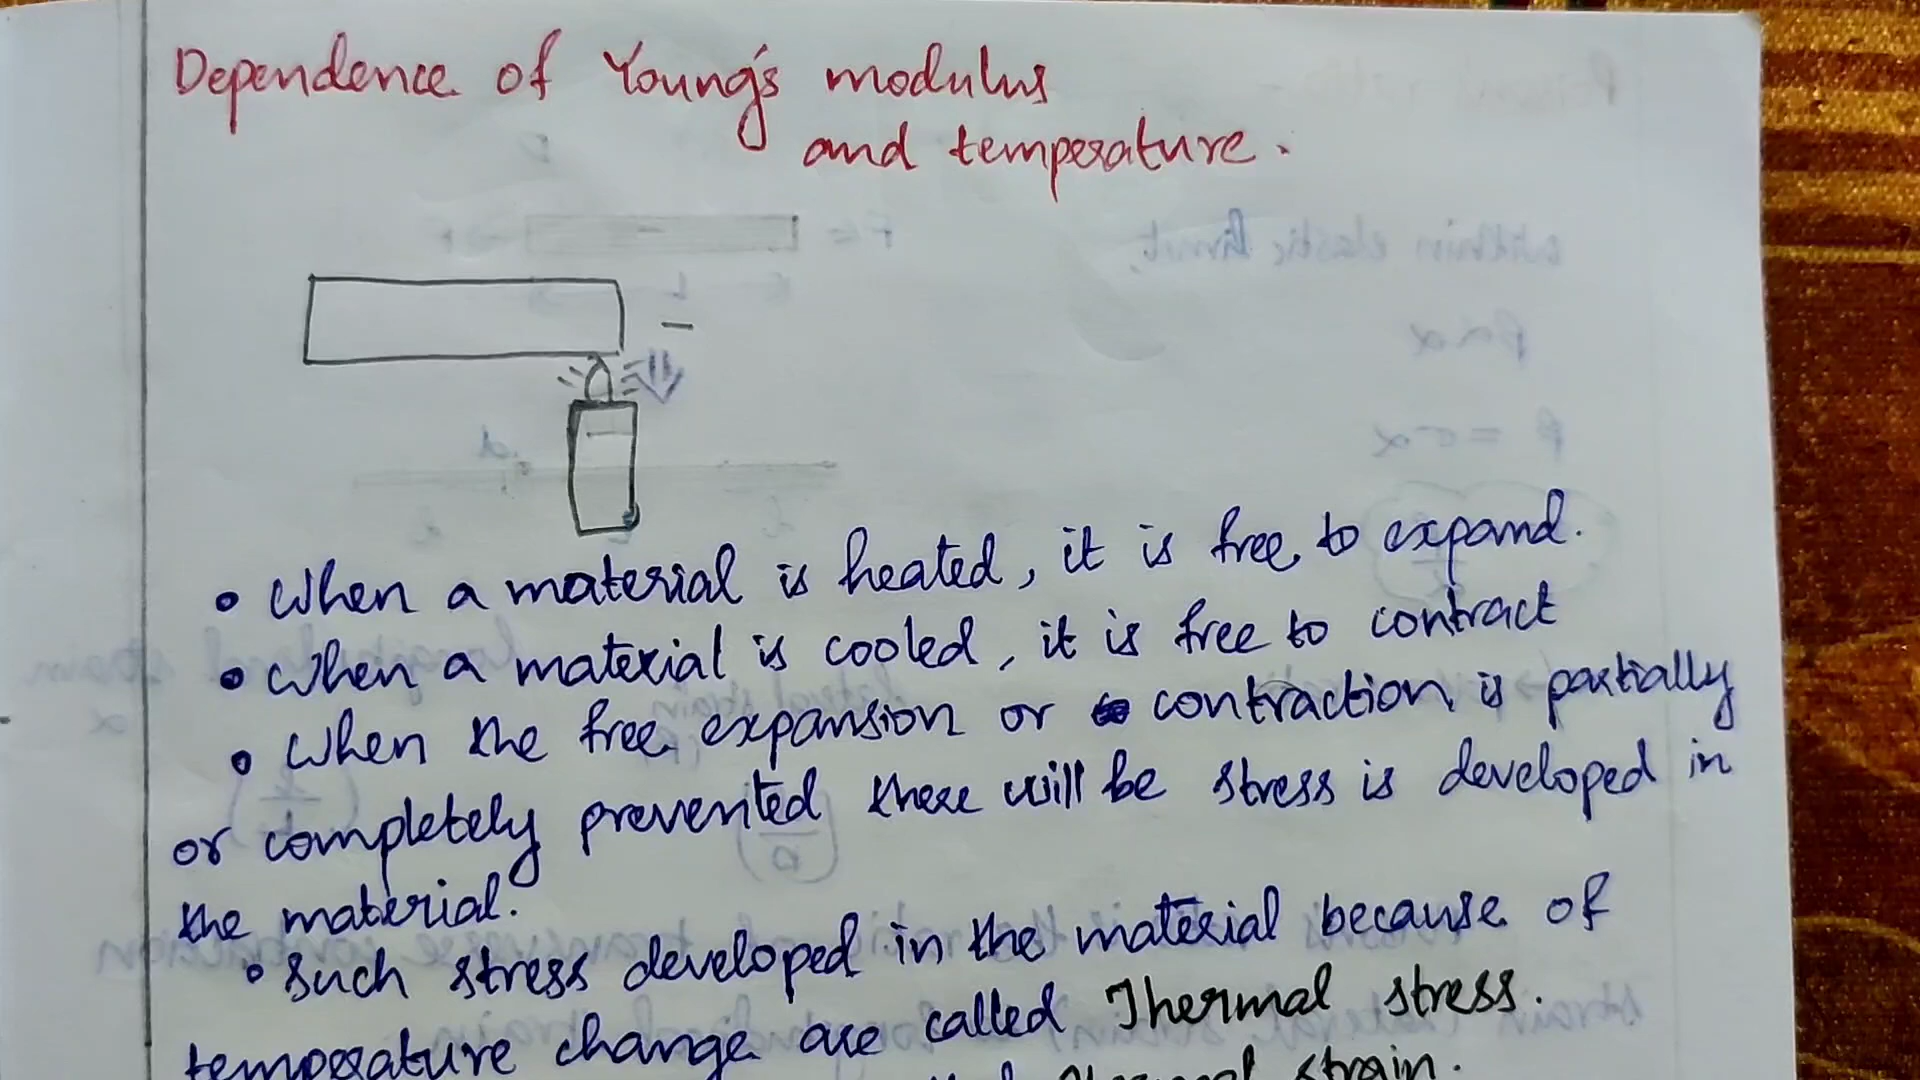 Dependence of Young's modulus
and temperature.
• When a material is heated, it is free to expand.
• When a material is cooled, it is free to contract
• When the free expansion or contraction is partially
or completely prevented there will be stress is developed in
the material.
• Such stress developed in the material because of
temperature change are called Thermal stress.
thermal strain.